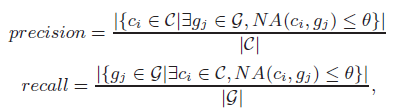 precision = |{c_i ∈ 𝒞|∃g_j ∈ 𝒢, NA(c_i, g_j) ≤ θ}| / |𝒞|
recall = |{g_j ∈ 𝒢|∃c_i ∈ 𝒞, NA(c_i, g_j) ≤ θ}| / |𝒢|,